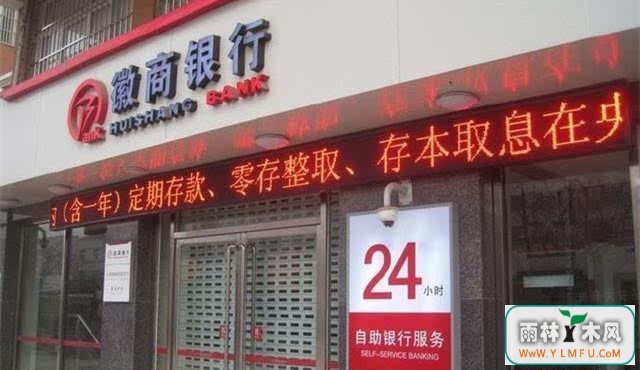 徽商银行
HUISHANG BANK
(含一年)定期存款、零存整取、存本取息在央
24
小时
自助银行服务
SELF-SERVICE BANKING
雨林木风
WWW.YLMFU.COM